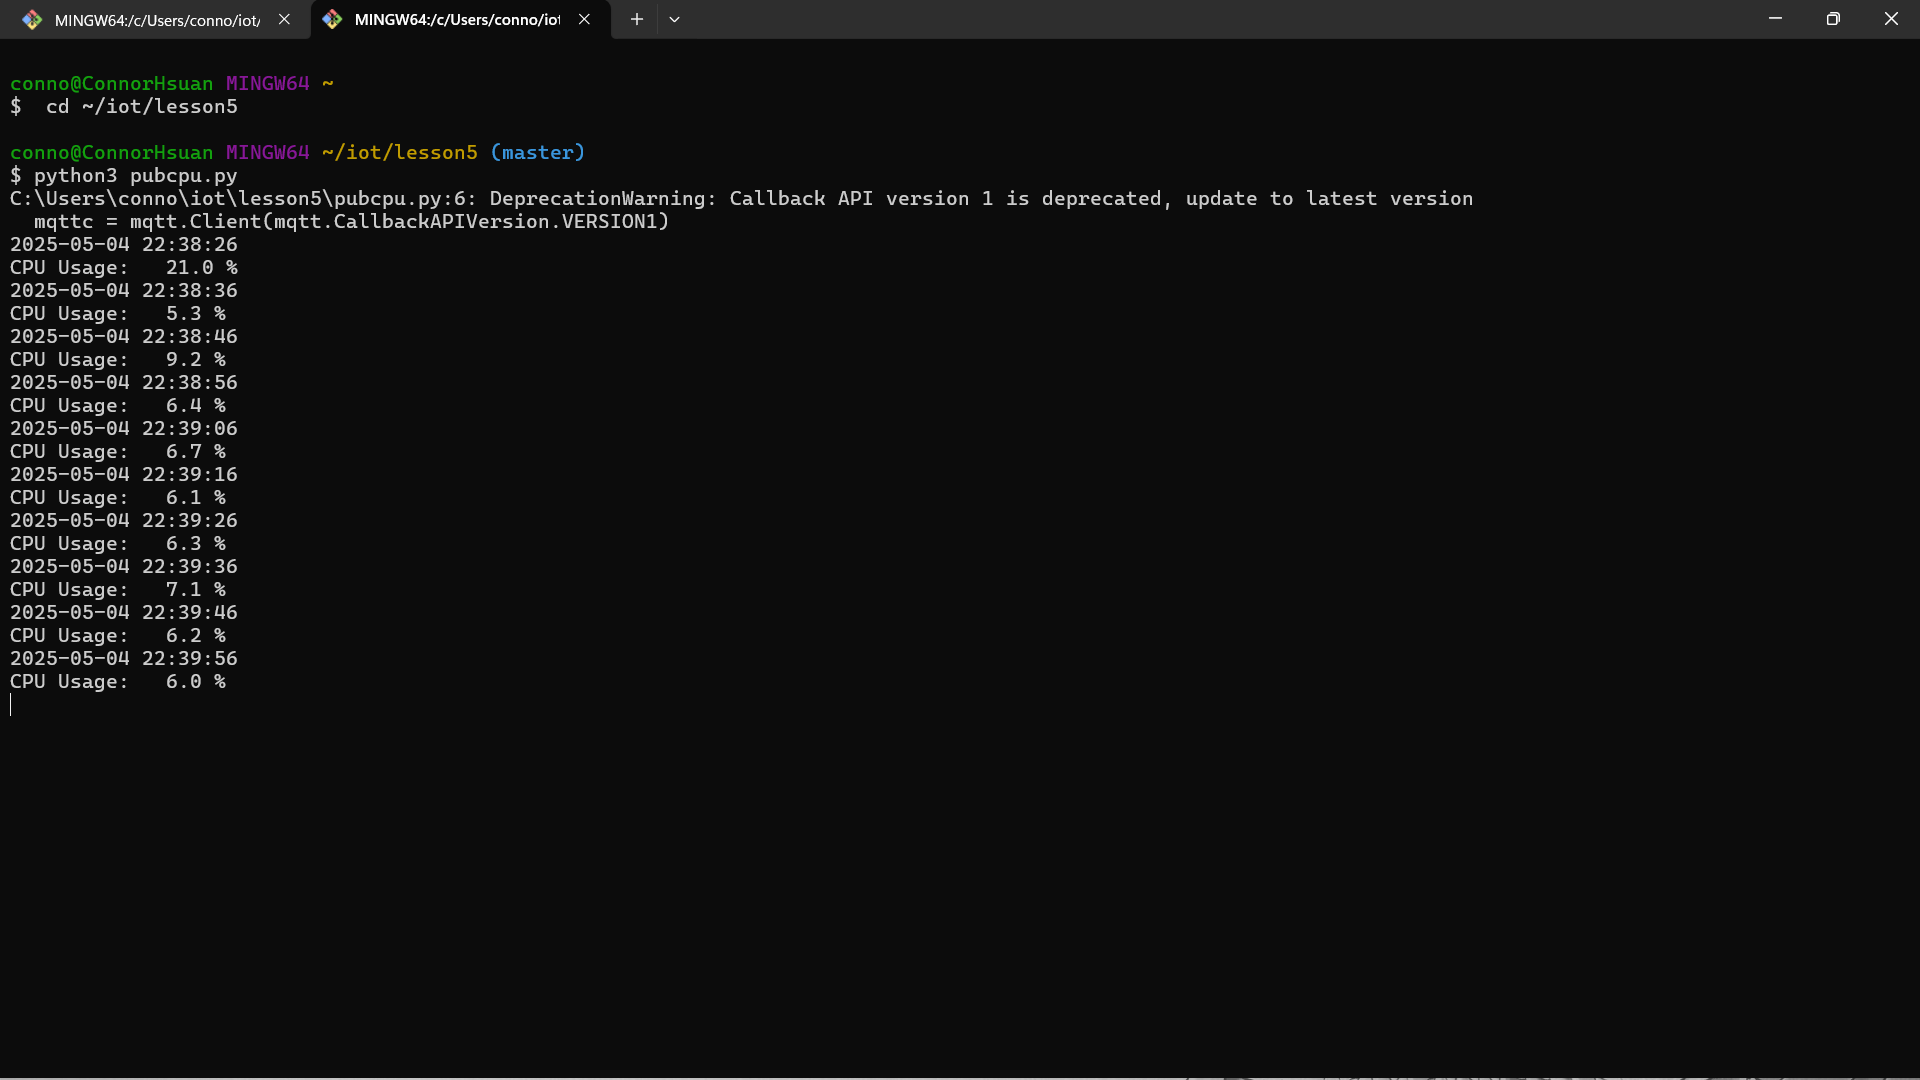 MINGW64:/c/Users/conno/iot/
MINGW64:/c/Users/conno/iot
conno@ConnorHsuan MINGW64 ~
$  cd ~/iot/lesson5
conno@ConnorHsuan MINGW64 ~/iot/lesson5 (master)
$ python3 pubcpu.py
C:\Users\conno\iot\lesson5\pubcpu.py:6: DeprecationWarning: Callback API version 1 is deprecated, update to latest version
  mqttc = mqtt.Client(mqtt.CallbackAPIVersion.VERSION1)
2025-05-04 22:38:26
CPU Usage:   21.0 %
2025-05-04 22:38:36
CPU Usage:   5.3 %
2025-05-04 22:38:46
CPU Usage:   9.2 %
2025-05-04 22:38:56
CPU Usage:   6.4 %
2025-05-04 22:39:06
CPU Usage:   6.7 %
2025-05-04 22:39:16
CPU Usage:   6.1 %
2025-05-04 22:39:26
CPU Usage:   6.3 %
2025-05-04 22:39:36
CPU Usage:   7.1 %
2025-05-04 22:39:46
CPU Usage:   6.2 %
2025-05-04 22:39:56
CPU Usage:   6.0 %